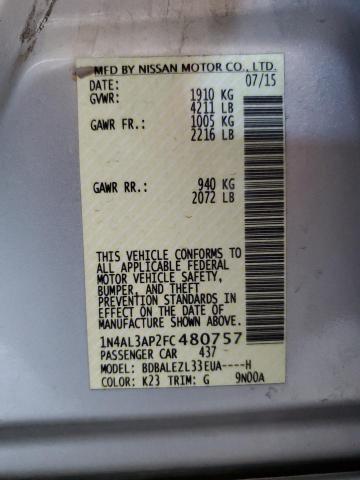 MFD BY NISSAN MOTOR CO., LTD.
DATE: 07/15
GVWR: 1910 KG
4211 LB
GAWR FR.: 1005 KG
2216 LB
GAWR RR.: 940 KG
2072 LB
THIS VEHICLE CONFORMS TO
ALL APPLICABLE FEDERAL
MOTOR VEHICLE SAFETY,
BUMPER, AND THEFT
PREVENTION STANDARDS IN
EFFECT ON THE DATE OF
MANUFACTURE SHOWN ABOVE.
1N4AL3AP2FC480757
PASSENGER CAR 437
MODEL: BDBALEZL33EUA----H
COLOR: K23 TRIM: G 9N00A